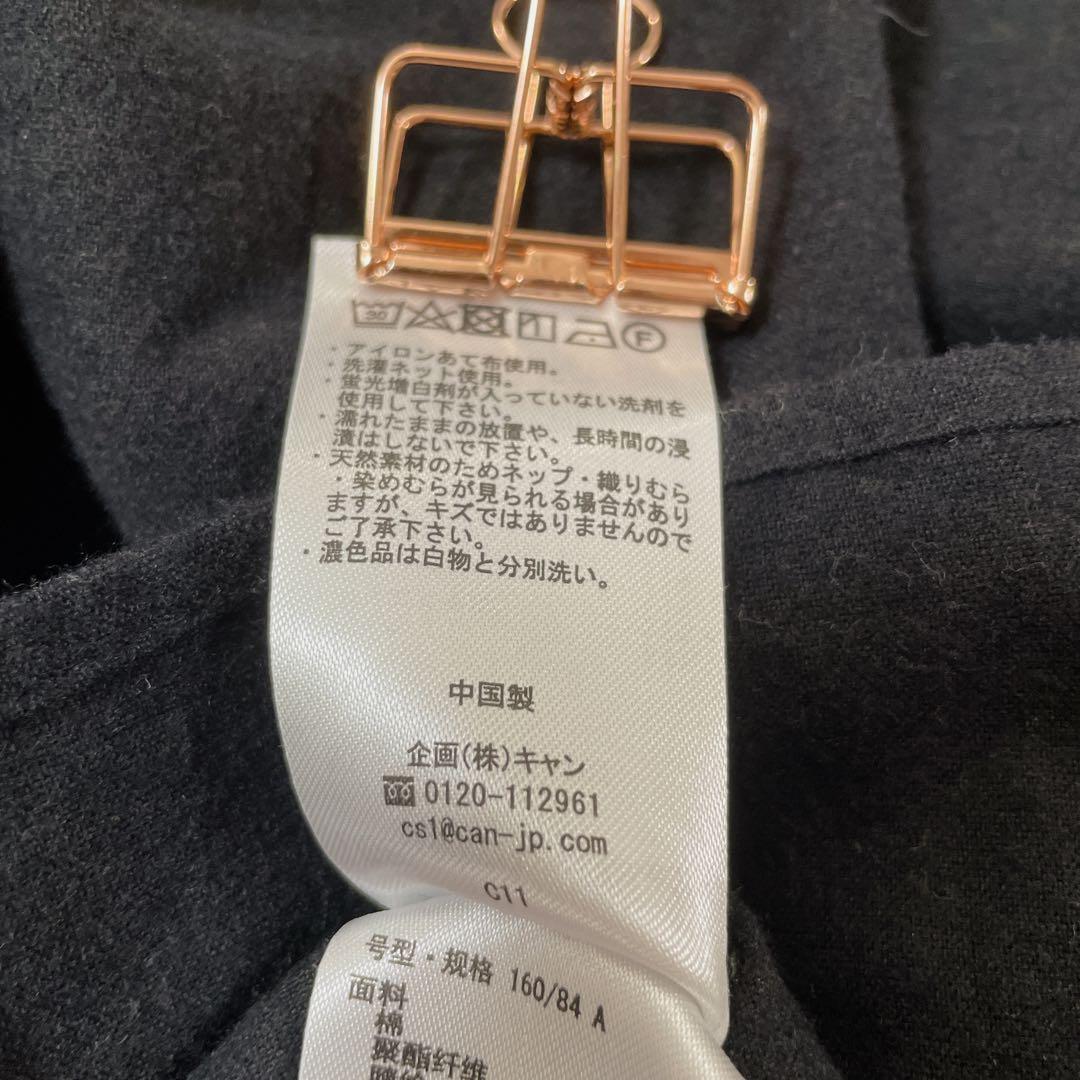 30 F
・アイロンあて布使用。
・洗濯ネット使用。
・蛍光増白剤が入っていない洗剤を
使用して下さい。
・濡れたままの放置や、長時間の浸
漬はしないで下さい。
・天然素材のためネップ・織りむら
・染めむらが見られる場合があり
ますが、キズではありませんので
ご了承下さい。
・濃色品は白物と分別洗い。
中国製
企画(株)キャン
0120-112961
cs1@can-jp.com
C11
号型・规格 160/84 A
面料
棉
聚酯纤维